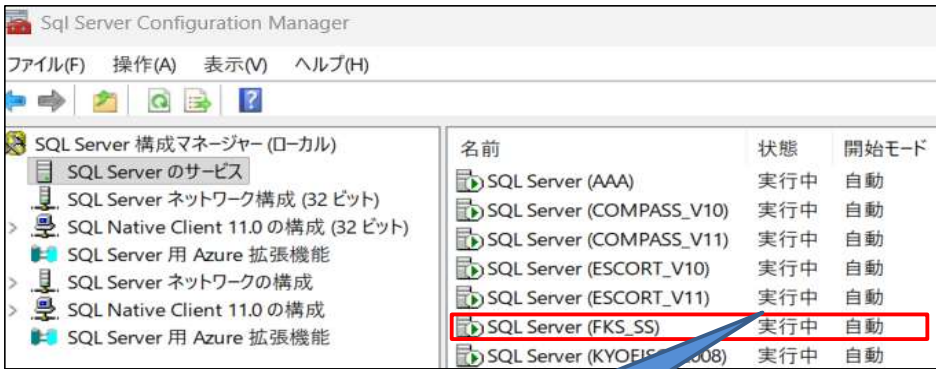 Sql Server Configuration Manager
ファイル(F) 操作(A) 表示(V) ヘルプ(H)
SQL Server 構成マネージャー (ローカル)
SQL Server のサービス
SQL Server ネットワーク構成 (32 ビット)
SQL Native Client 11.0 の構成 (32 ビット)
SQL Server 用 Azure 拡張機能
SQL Server ネットワークの構成
SQL Native Client 11.0 の構成
SQL Server 用 Azure 拡張機能
名前 状態 開始モード
SQL Server (AAA) 実行中 自動
SQL Server (COMPASS_V10) 実行中 自動
SQL Server (COMPASS_V11) 実行中 自動
SQL Server (ESCORT_V10) 実行中 自動
SQL Server (ESCORT_V11) 実行中 自動
SQL Server (FKS_SS) 実行中 自動
SQL Server 実行中 自動